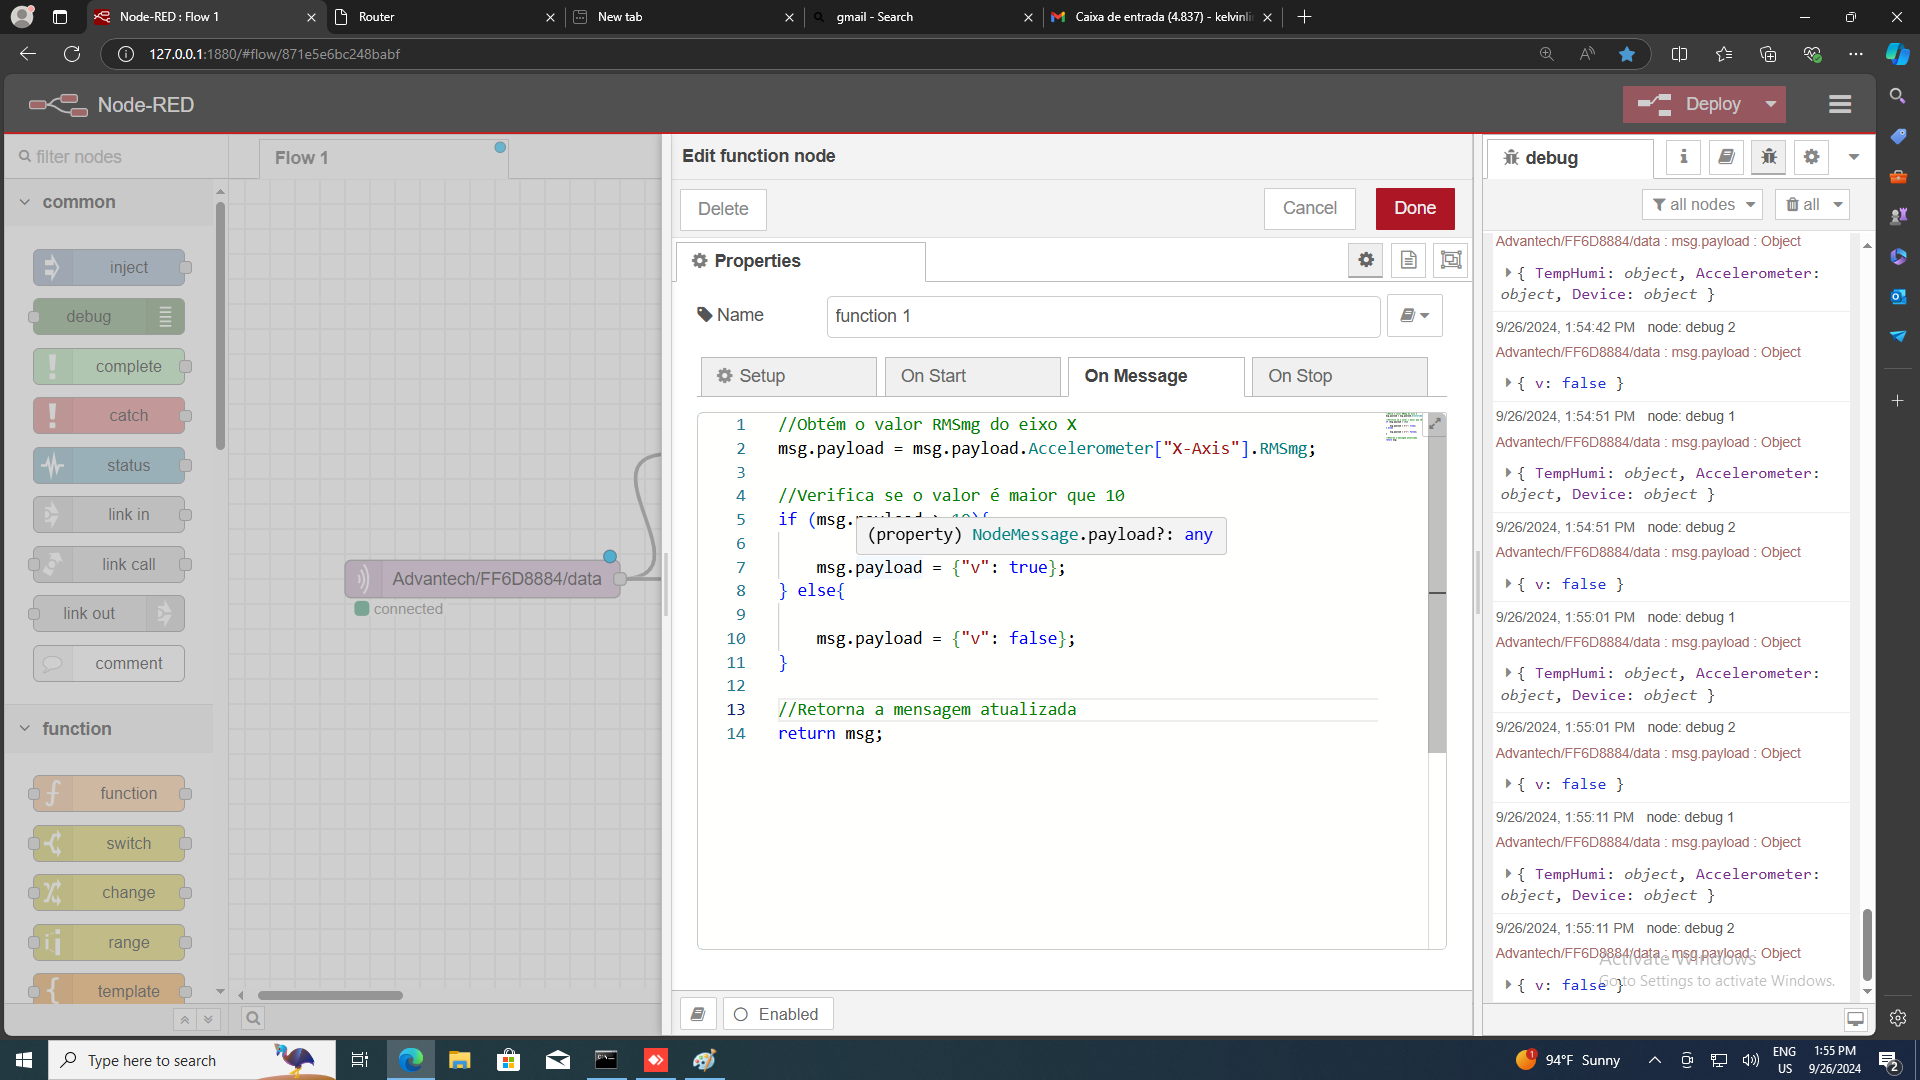 Node-RED : Flow 1
Router
New tab
gmail - Search
Caixa de entrada (4.837) - kelvinli
127.0.0.1:1880/#flow/871e5e6bc248babf
Node-RED
Deploy
filter nodes
Flow 1
common
inject
debug
complete
catch
status
link in
link call
link out
comment
function
function
switch
change
range
template
Advantech/FF6D8884/data
connected
Edit function node
Delete
Cancel
Done
Properties
Name
function 1
Setup
On Start
On Message
On Stop
1 //Obtém o valor RMSmg do eixo X
2 msg.payload = msg.payload.Accelerometer["X-Axis"].RMSmg;
3
4 //Verifica se o valor é maior que 10
5 if (msg.payload > 10){
(property) NodeMessage.payload?: any
6
7 msg.payload = {"v": true};
8 } else{
9
10 msg.payload = {"v": false};
11 }
12
13 //Retorna a mensagem atualizada
14 return msg;
Enabled
debug
all nodes
all
Advantech/FF6D8884/data : msg.payload : Object
{ TempHumi: object, Accelerometer:
object, Device: object }
9/26/2024, 1:54:42 PM node: debug 2
Advantech/FF6D8884/data : msg.payload : Object
{ v: false }
9/26/2024, 1:54:51 PM node: debug 1
Advantech/FF6D8884/data : msg.payload : Object
{ TempHumi: object, Accelerometer:
object, Device: object }
9/26/2024, 1:54:51 PM node: debug 2
Advantech/FF6D8884/data : msg.payload : Object
{ v: false }
9/26/2024, 1:55:01 PM node: debug 1
Advantech/FF6D8884/data : msg.payload : Object
{ TempHumi: object, Accelerometer:
object, Device: object }
9/26/2024, 1:55:01 PM node: debug 2
Advantech/FF6D8884/data : msg.payload : Object
{ v: false }
9/26/2024, 1:55:11 PM node: debug 1
Advantech/FF6D8884/data : msg.payload : Object
{ TempHumi: object, Accelerometer:
object, Device: object }
9/26/2024, 1:55:11 PM node: debug 2
Advantech/FF6D8884/data : msg.payload : Object
{ v: false }
Activate Windows
Go to Settings to activate Windows.
Type here to search
1
94°F Sunny
ENG
US
1:55 PM
9/26/2024
2